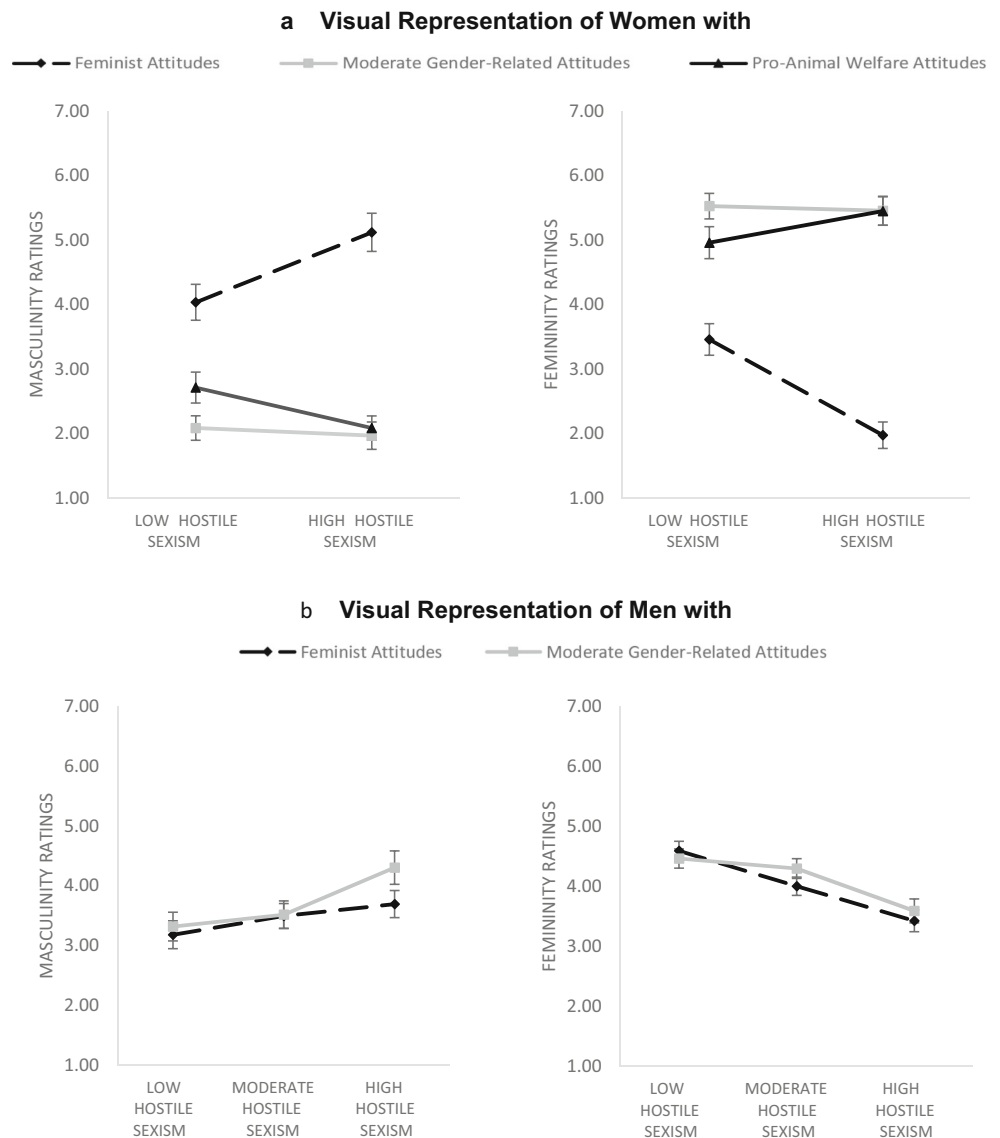 a Visual Representation of Women with
Feminist Attitudes Moderate Gender-Related Attitudes Pro-Animal Welfare Attitudes
7.00
6.00
5.00
4.00
3.00
2.00
1.00
MASCULINITY RATINGS
LOW HOSTILE
SEXISM
HIGH HOSTILE
SEXISM
7.00
6.00
5.00
4.00
3.00
2.00
1.00
FEMININITY RATINGS
LOW HOSTILE
SEXISM
HIGH HOSTILE
SEXISM
b Visual Representation of Men with
Feminist Attitudes Moderate Gender-Related Attitudes
7.00
6.00
5.00
4.00
3.00
2.00
1.00
MASCULINITY RATINGS
LOW
HOSTILE
SEXISM
MODERATE
HOSTILE
SEXISM
HIGH
HOSTILE
SEXISM
7.00
6.00
5.00
4.00
3.00
2.00
1.00
FEMININITY RATINGS
LOW
HOSTILE
SEXISM
MODERATE
HOSTILE
SEXISM
HIGH
HOSTILE
SEXISM